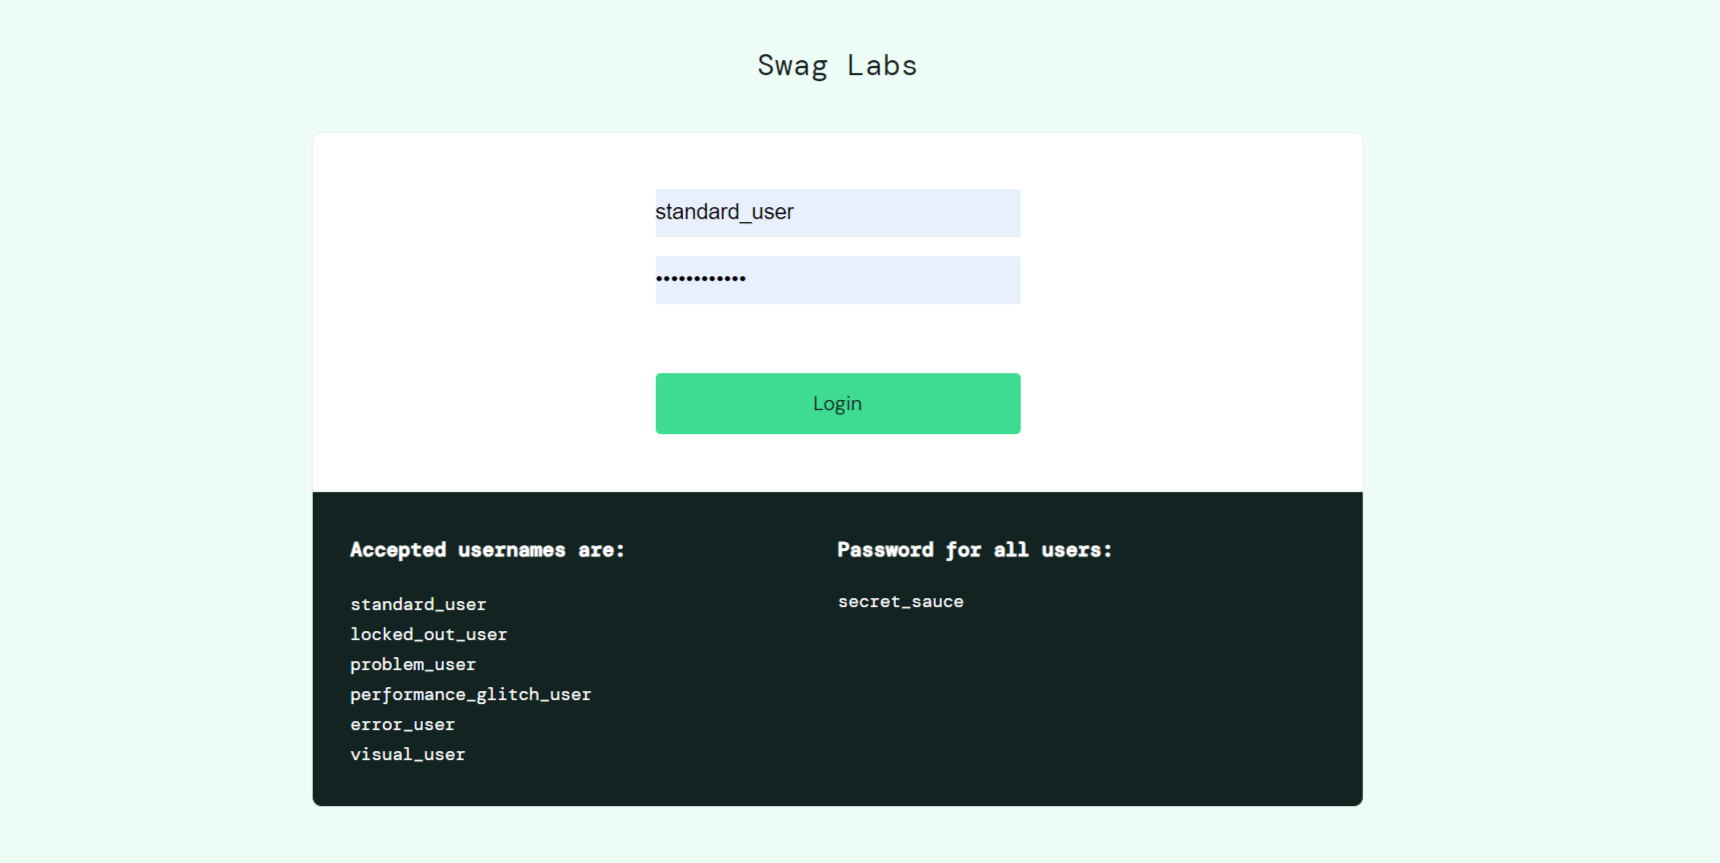 Swag Labs
standard_user
••••••••••••
Login
Accepted usernames are:
standard_user
locked_out_user
problem_user
performance_glitch_user
error_user
visual_user
Password for all users:
secret_sauce